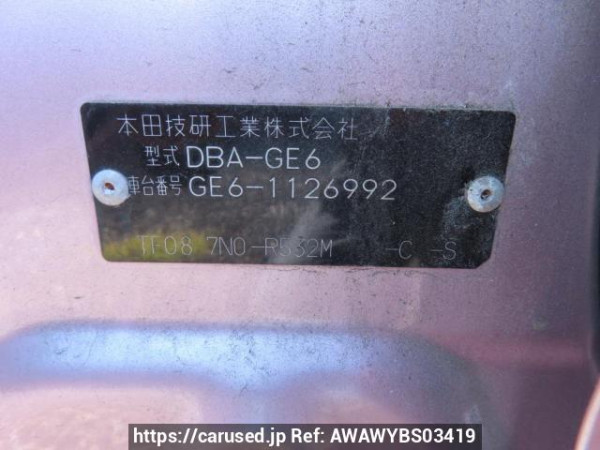 本田技研工業株式会社
型式 DBA-GE6
車台番号 GE6-1126992
TF08 7N0-R532M -C -S
https://carused.jp Ref: AWAWYBS03419